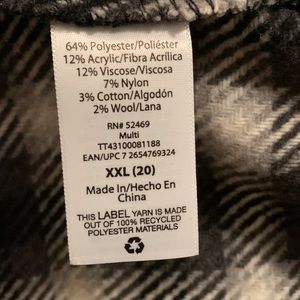 64% Polyester/Poliéster
12% Acrylic/Fibra Acrílica
12% Viscose/Viscosa
7% Nylon
3% Cotton/Algodón
2% Wool/Lana
RN# 52469
Multi
TT43100081188
EAN/UPC 7 2654769324
XXL (20)
Made In/Hecho En
China
THIS LABEL YARN IS MADE
OUT OF 100% RECYCLED
POLYESTER MATERIALS